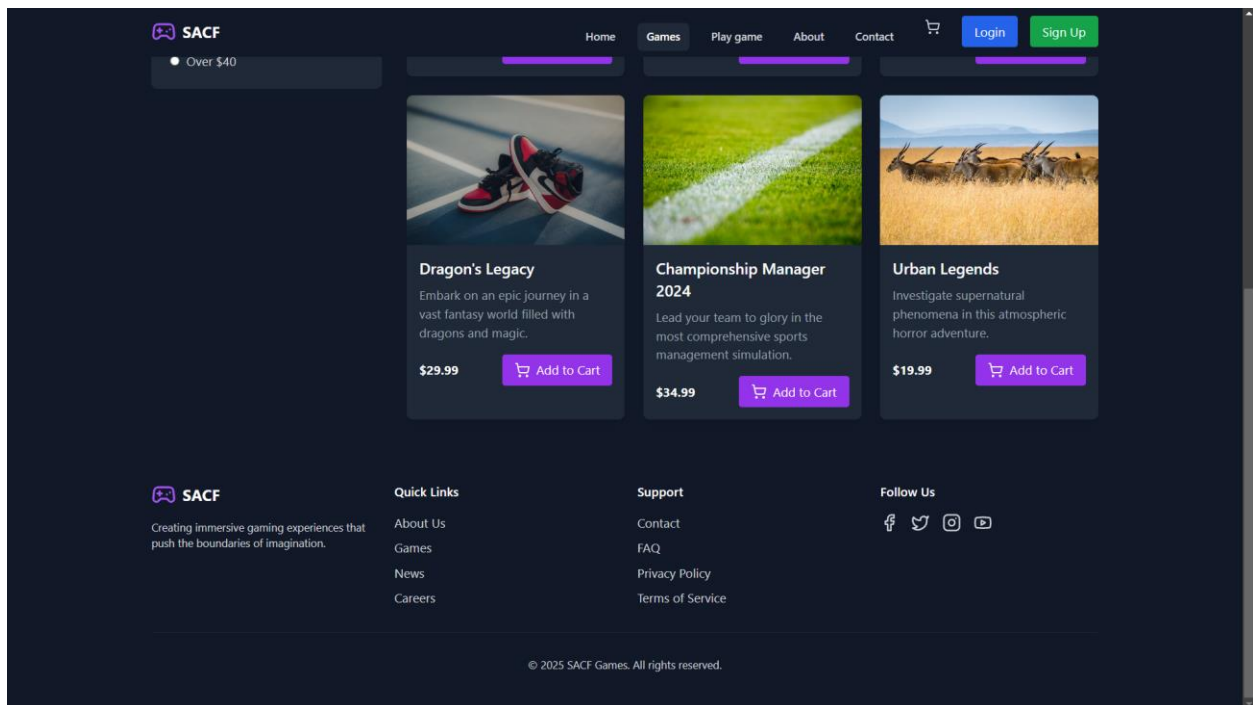 SACF
Home Games Play game About Contact Login Sign Up
Over $40
Dragon's Legacy
Embark on an epic journey in a
vast fantasy world filled with
dragons and magic.
$29.99 Add to Cart
Championship Manager
2024
Lead your team to glory in the
most comprehensive sports
management simulation.
$34.99 Add to Cart
Urban Legends
Investigate supernatural
phenomena in this atmospheric
horror adventure.
$19.99 Add to Cart
SACF
Creating immersive gaming experiences that
push the boundaries of imagination.
Quick Links
About Us
Games
News
Careers
Support
Contact
FAQ
Privacy Policy
Terms of Service
Follow Us
© 2025 SACF Games. All rights reserved.